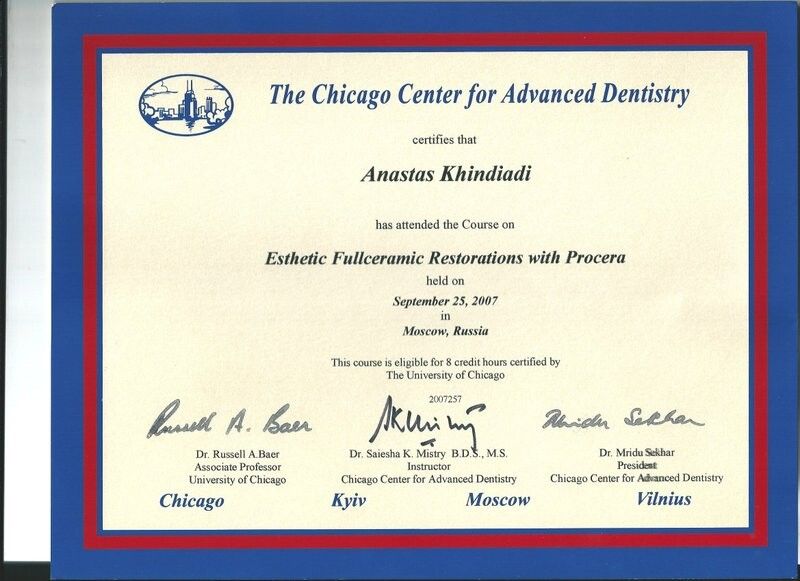 The Chicago Center for Advanced Dentistry
certifies that
Anastas Khindiadi
has attended the Course on
Esthetic Fullceramic Restorations with Procera
held on
September 25, 2007
in
Moscow, Russia
This course is eligible for 8 credit hours certified by
The University of Chicago
2007257
Russell A. Baer
Dr. Russell A.Baer
Associate Professor
University of Chicago
SKMistry
Dr. Saiesha K. Mistry B.D.S., M.S.
Instructor
Chicago Center for Advanced Dentistry
Mridu Sekhar
Dr. Mridu Sekhar
President
Chicago Center for Advanced Dentistry
Chicago Kyiv Moscow Vilnius